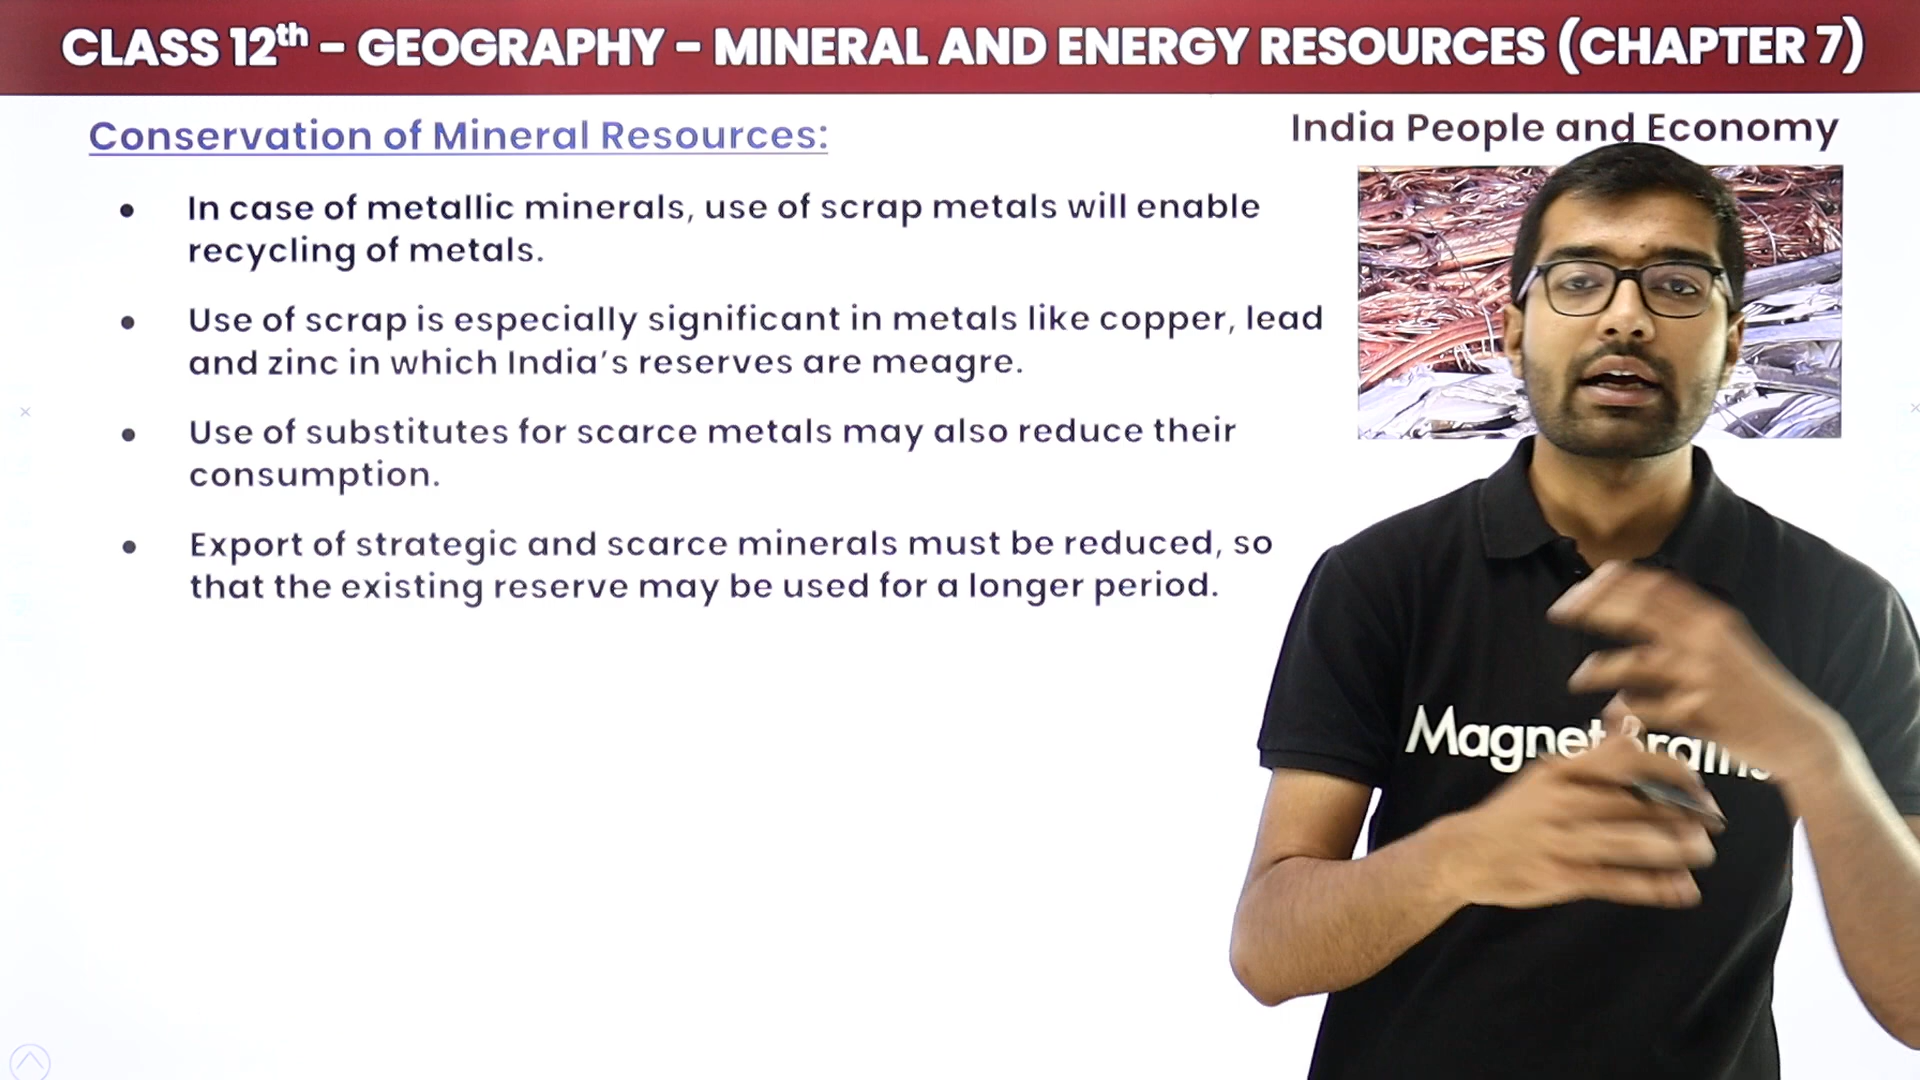 CLASS 12th - GEOGRAPHY - MINERAL AND ENERGY RESOURCES (CHAPTER 7)
Conservation of Mineral Resources:
India People and Economy
• In case of metallic minerals, use of scrap metals will enable
recycling of metals.
• Use of scrap is especially significant in metals like copper, lead
and zinc in which India's reserves are meagre.
• Use of substitutes for scarce metals may also reduce their
consumption.
• Export of strategic and scarce minerals must be reduced, so
that the existing reserve may be used for a longer period.
Magnet Brains